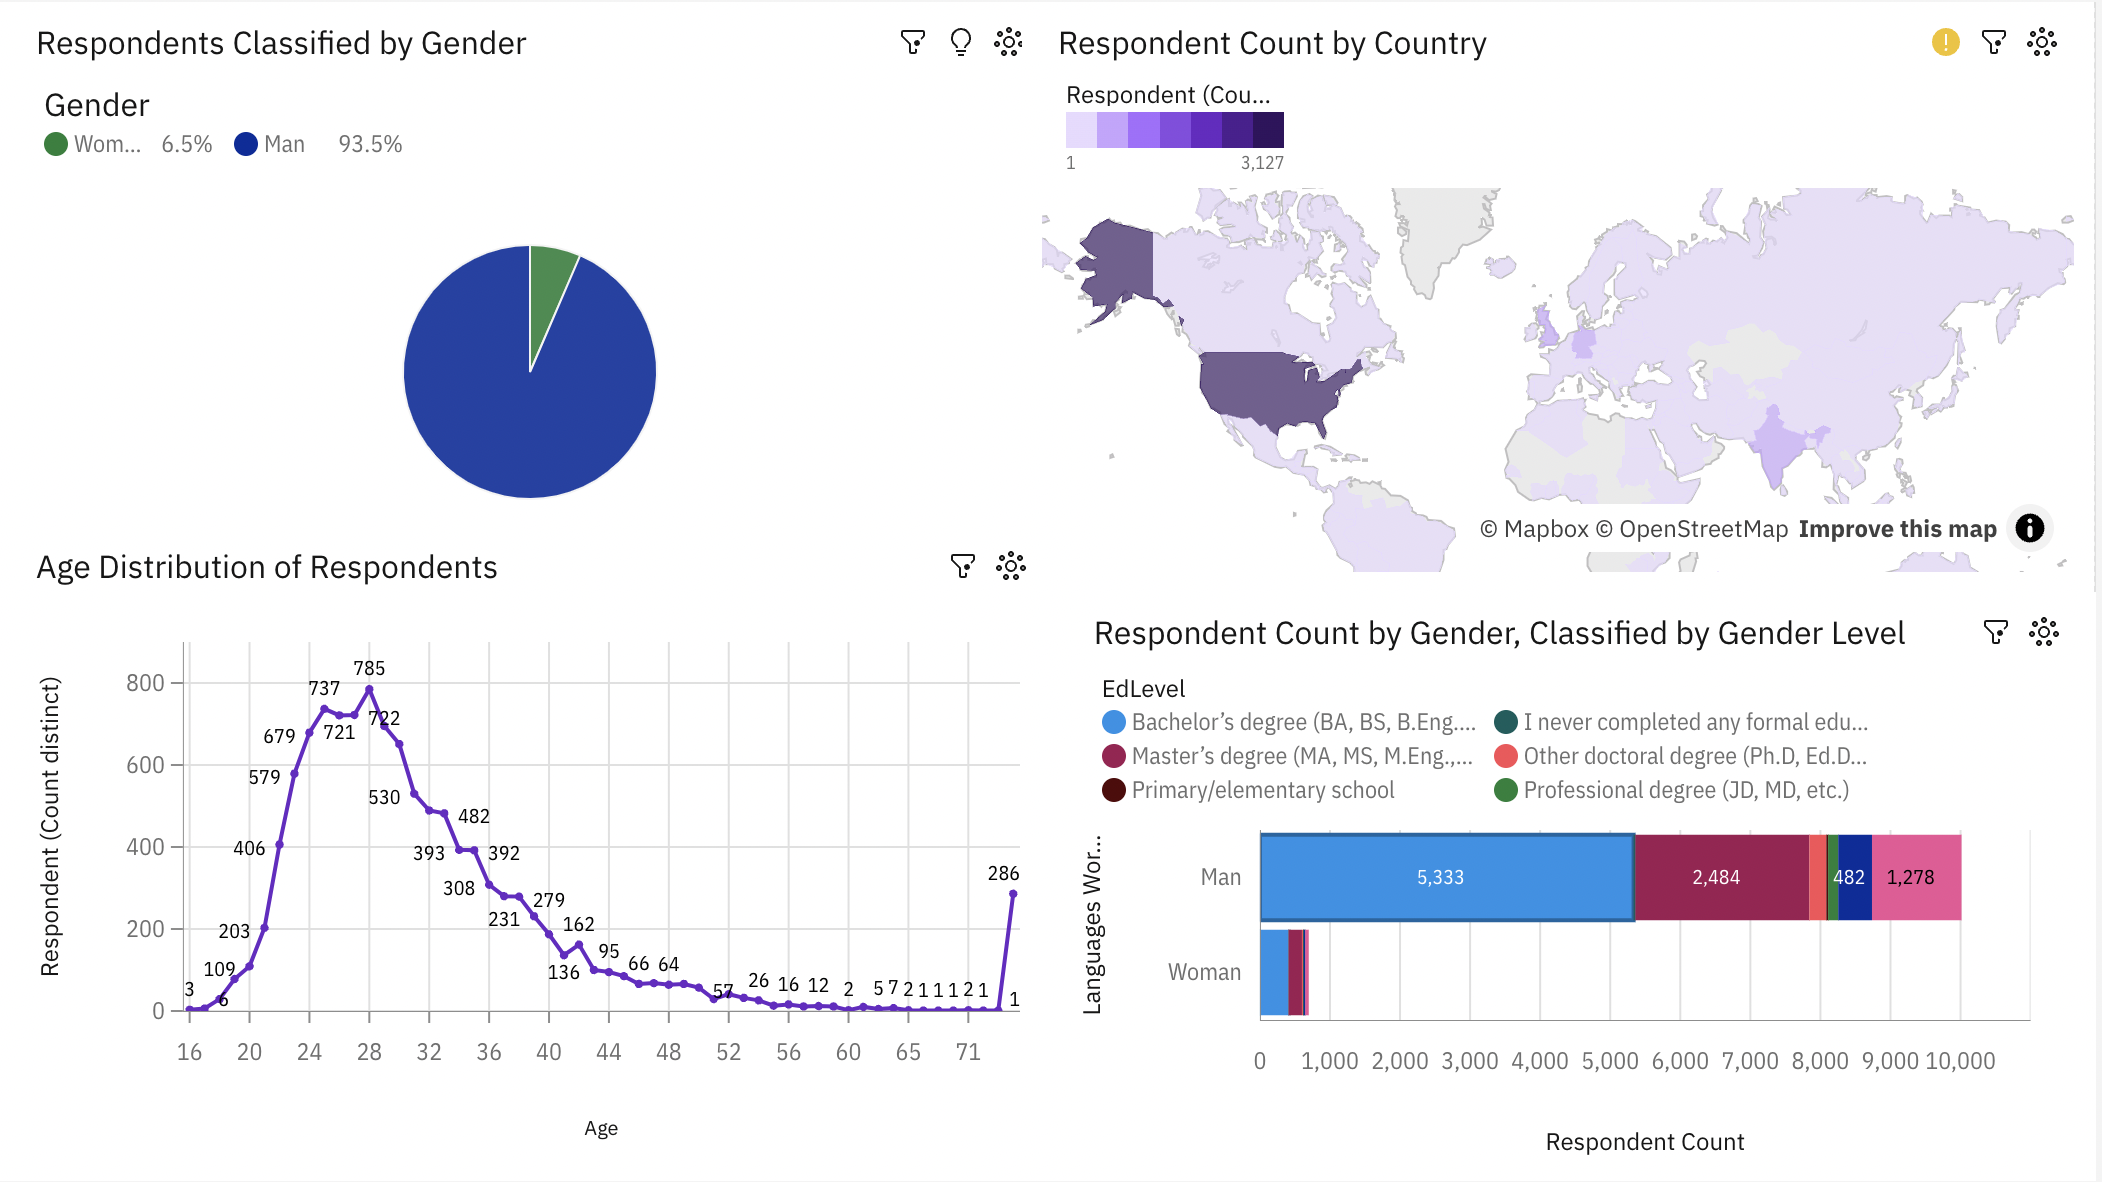 Respondents Classified by Gender
Gender
Wom... 6.5% Man 93.5%
Respondent Count by Country
Respondent (Cou...
1 3,127
© Mapbox © OpenStreetMap Improve this map
Age Distribution of Respondents
Respondent (Count distinct)
800
600
400
200
0
3 6 109 203 406 579 679 737 721 785 722 530 482 393 392 308 279 231 162 136 95 66 64 57 26 16 12 2 5 7 2 1 1 1 2 1 286 1
16 20 24 28 32 36 40 44 48 52 56 60 65 71
Age
Respondent Count by Gender, Classified by Gender Level
EdLevel
Bachelor’s degree (BA, BS, B.Eng.... I never completed any formal edu...
Master’s degree (MA, MS, M.Eng.,... Other doctoral degree (Ph.D, Ed.D...
Primary/elementary school Professional degree (JD, MD, etc.)
Languages Wor...
Man 5,333 2,484 482 1,278
Woman
0 1,000 2,000 3,000 4,000 5,000 6,000 7,000 8,000 9,000 10,000
Respondent Count